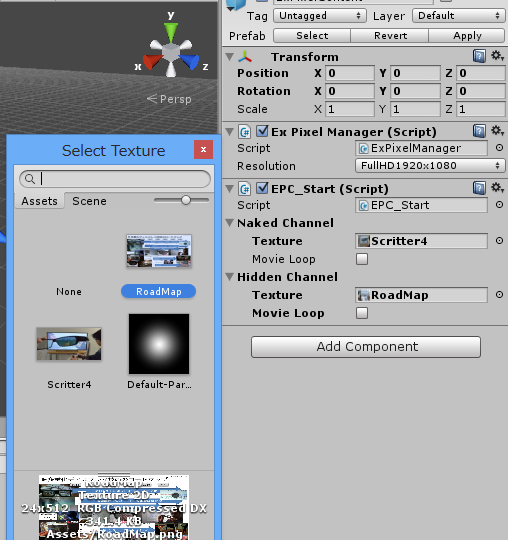 Tag Untagged Layer Default
Prefab Select Revert Apply
y
x
z
Persp
Transform
Position X 0 Y 0 Z 0
Rotation X 0 Y 0 Z 0
Scale X 1 Y 1 Z 1
Ex Pixel Manager (Script)
Script ExPixelManager
Resolution FullHD1920x1080
EPC_Start (Script)
Script EPC_Start
Naked Channel
Texture Scritter4
Movie Loop
Hidden Channel
Texture RoadMap
Movie Loop
Add Component
Select Texture
x
Assets Scene
None
RoadMap
Scritter4
Default-Par...
RoadMap
Texture 2D
24x512 RGB Compressed DX
341.4 KB
Assets/RoadMap.png